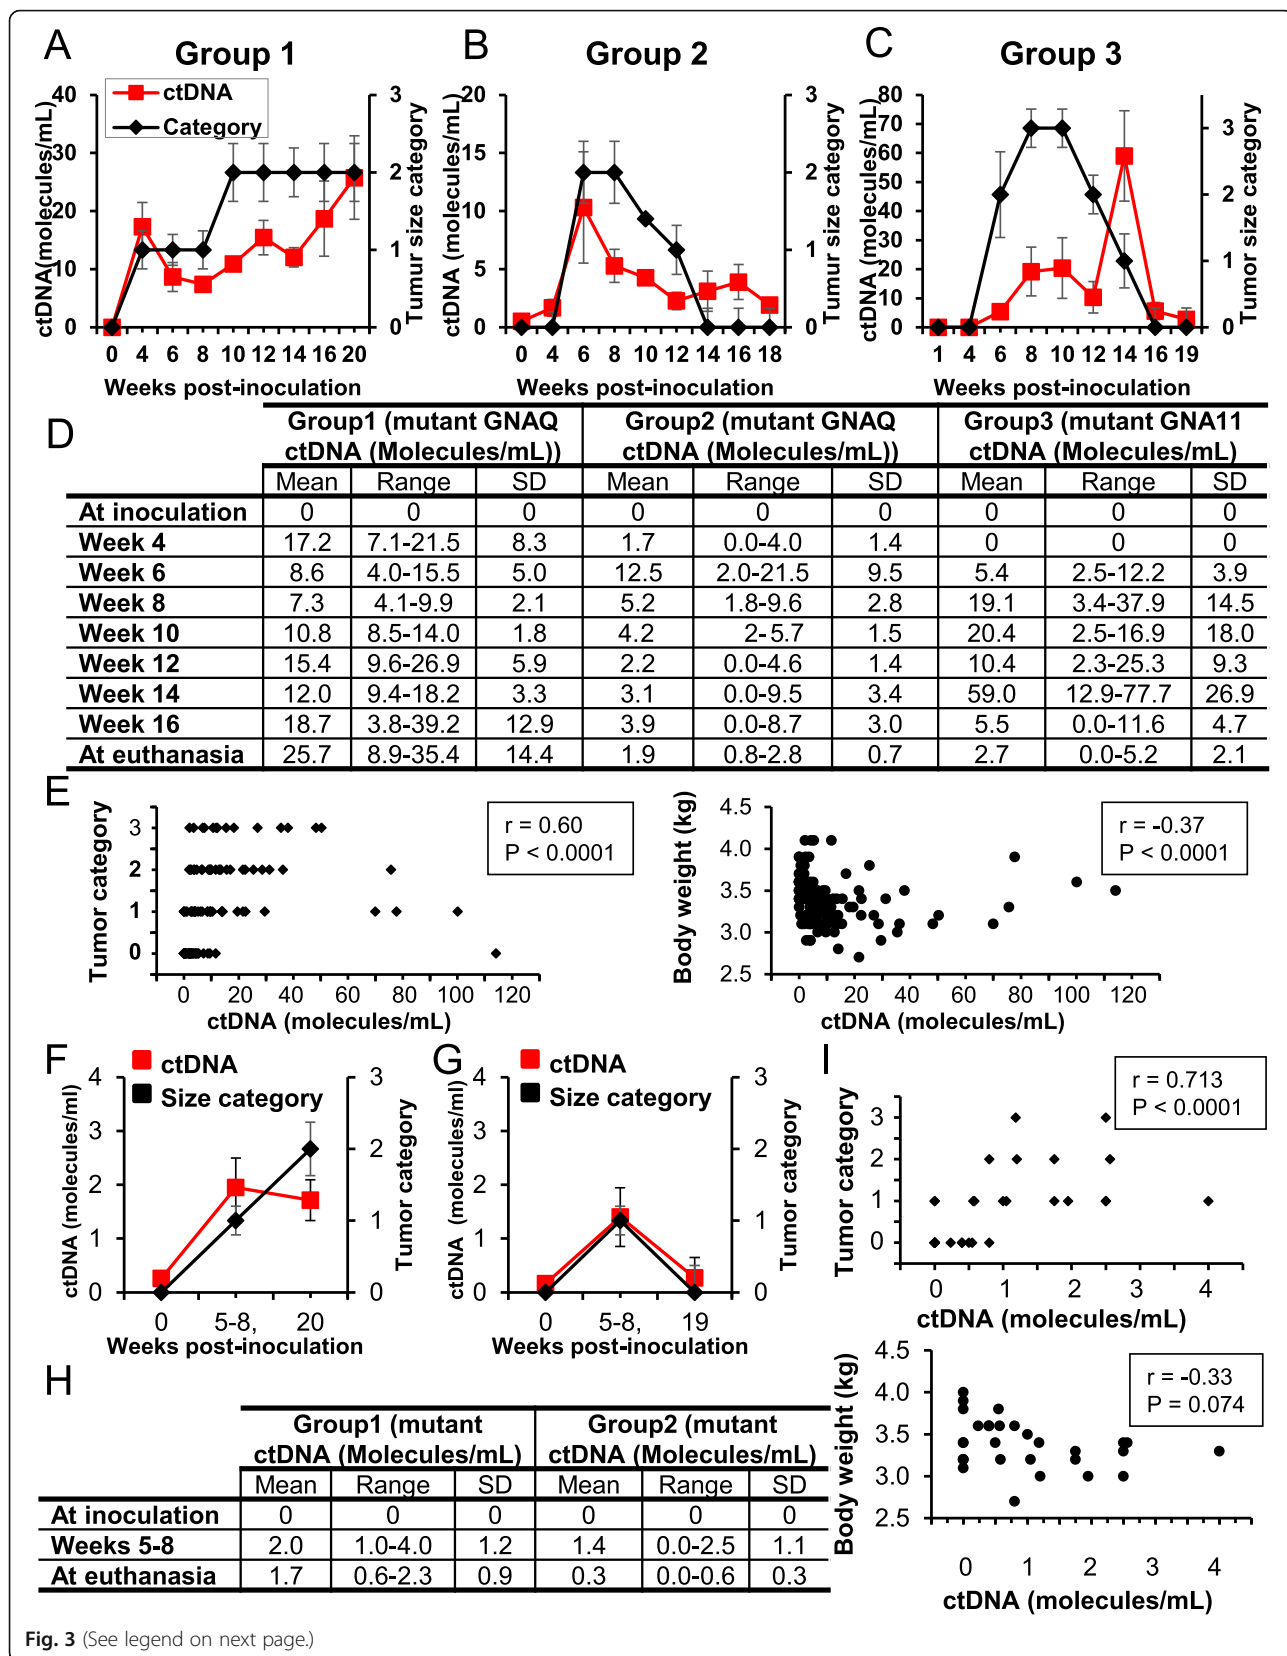 A Group 1
ctDNA
Category
40
30
20
10
0
ctDNA(molecules/mL)
3
2
1
0
Tumur size category
0 4 6 8 10 12 14 16 20
Weeks post-inoculation
B Group 2
20
15
10
5
0
ctDNA (molecules/mL)
3
2
1
0
Tumor size category
0 4 6 8 10 12 14 16 18
Weeks post-inoculation
C Group 3
80
70
60
50
40
30
20
10
0
ctDNA (molecules/mL)
3
2
1
0
Tumor size category
1 4 6 8 10 12 14 16 19
Weeks post-inoculation
D
Group1 (mutant GNAQ ctDNA (Molecules/mL)) Group2 (mutant GNAQ ctDNA (Molecules/mL)) Group3 (mutant GNA11 ctDNA (Molecules/mL)
Mean Range SD Mean Range SD Mean Range SD
At inoculation 0 0 0 0 0 0 0 0 0
Week 4 17.2 7.1-21.5 8.3 1.7 0.0-4.0 1.4 0 0 0
Week 6 8.6 4.0-15.5 5.0 12.5 2.0-21.5 9.5 5.4 2.5-12.2 3.9
Week 8 7.3 4.1-9.9 2.1 5.2 1.8-9.6 2.8 19.1 3.4-37.9 14.5
Week 10 10.8 8.5-14.0 1.8 4.2 2-5.7 1.5 20.4 2.5-16.9 18.0
Week 12 15.4 9.6-26.9 5.9 2.2 0.0-4.6 1.4 10.4 2.3-25.3 9.3
Week 14 12.0 9.4-18.2 3.3 3.1 0.0-9.5 3.4 59.0 12.9-77.7 26.9
Week 16 18.7 3.8-39.2 12.9 3.9 0.0-8.7 3.0 5.5 0.0-11.6 4.7
At euthanasia 25.7 8.9-35.4 14.4 1.9 0.8-2.8 0.7 2.7 0.0-5.2 2.1
E
Tumor category
3
2
1
0
r = 0.60
P < 0.0001
0 20 40 60 80 100 120
ctDNA (molecules/mL)
Body weight (kg)
4.5
4.0
3.5
3.0
2.5
r = -0.37
P < 0.0001
0 20 40 60 80 100 120
ctDNA (molecules/mL)
F
ctDNA
Size category
4
3
2
1
0
ctDNA (molecules/ml)
3
2
1
0
Tumor category
0 5-8, 20
Weeks post-inoculation
G
ctDNA
Size category
4
3
2
1
0
ctDNA (molecules/ml)
3
2
1
0
Tumor category
0 5-8, 19
Weeks post-inoculation
I
r = 0.713
P < 0.0001
Tumor category
3
2
1
0
0 1 2 3 4
ctDNA (molecules/mL)
Body weight (kg)
4.5
4.0
3.5
3.0
2.5
r = -0.33
P = 0.074
0 1 2 3 4
ctDNA (molecules/mL)
H
Group1 (mutant ctDNA (Molecules/mL) Group2 (mutant ctDNA (Molecules/mL)
Mean Range SD Mean Range SD
At inoculation 0 0 0 0 0 0
Weeks 5-8 2.0 1.0-4.0 1.2 1.4 0.0-2.5 1.1
At euthanasia 1.7 0.6-2.3 0.9 0.3 0.0-0.6 0.3
Fig. 3 (See legend on next page.)